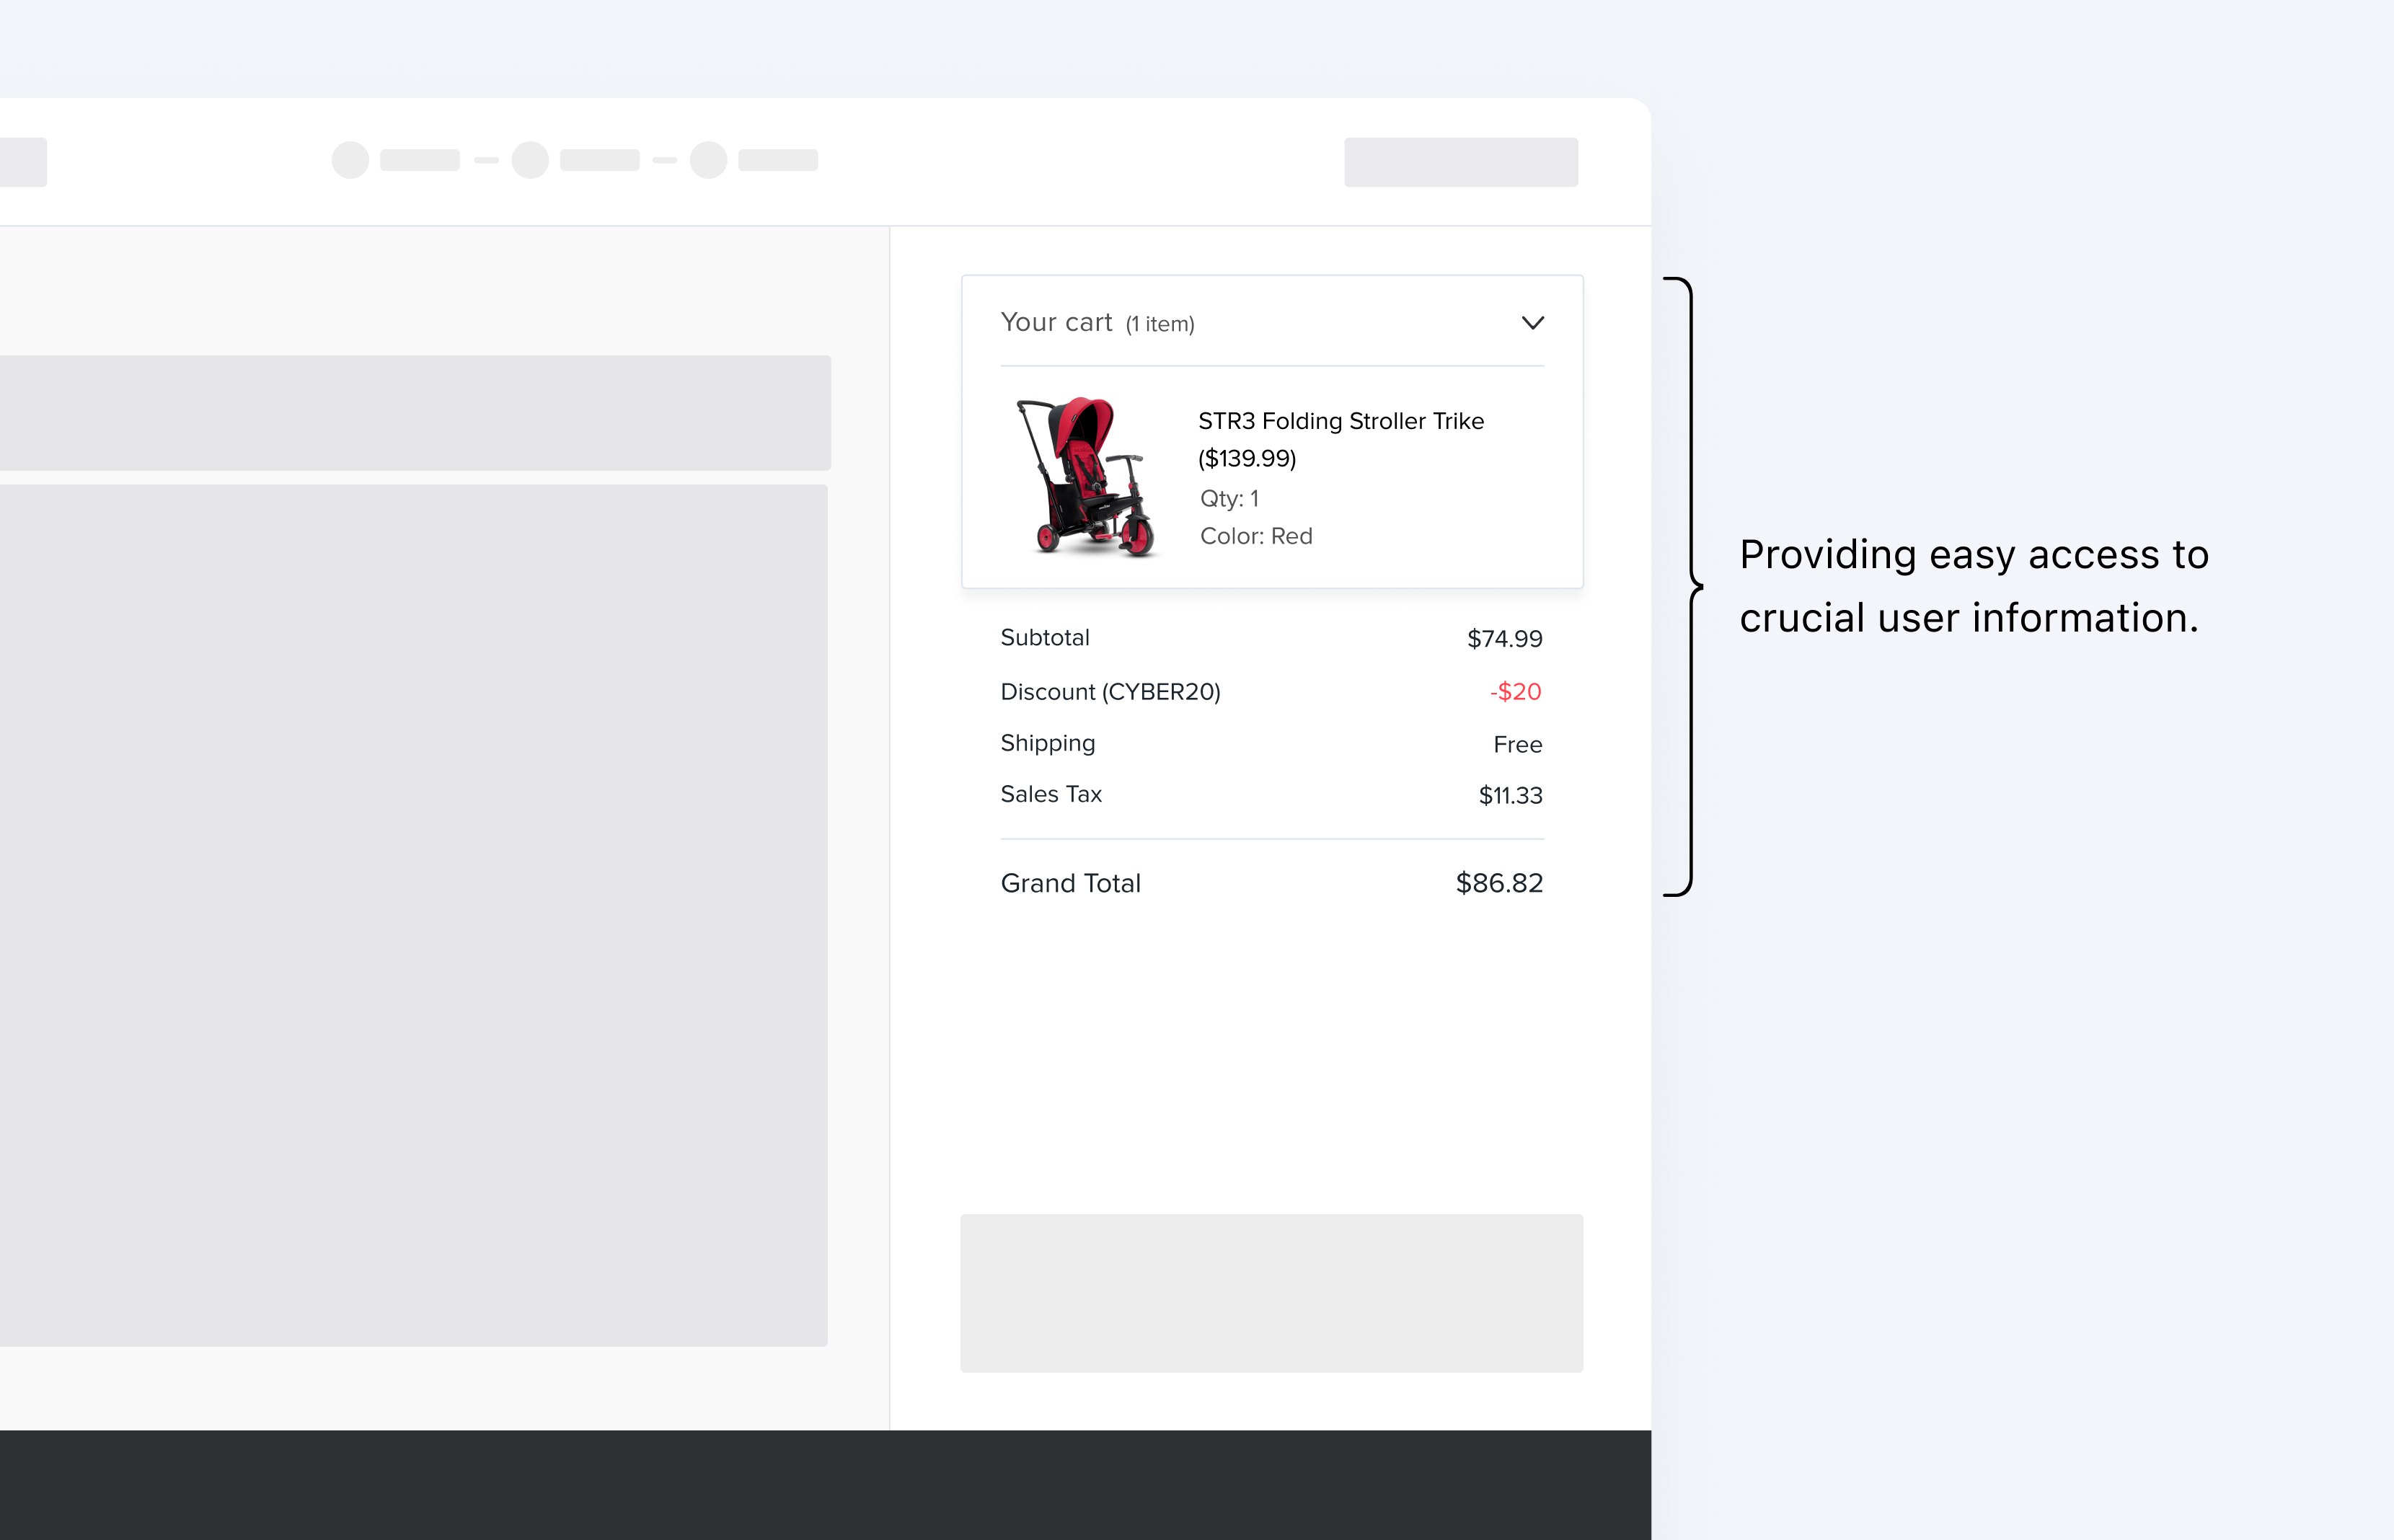 Your cart (1 item)
STR3 Folding Stroller Trike
($139.99)
Qty: 1
Color: Red
Subtotal $74.99
Discount (CYBER20) -$20
Shipping Free
Sales Tax $11.33
Grand Total $86.82
Providing easy access to
crucial user information.